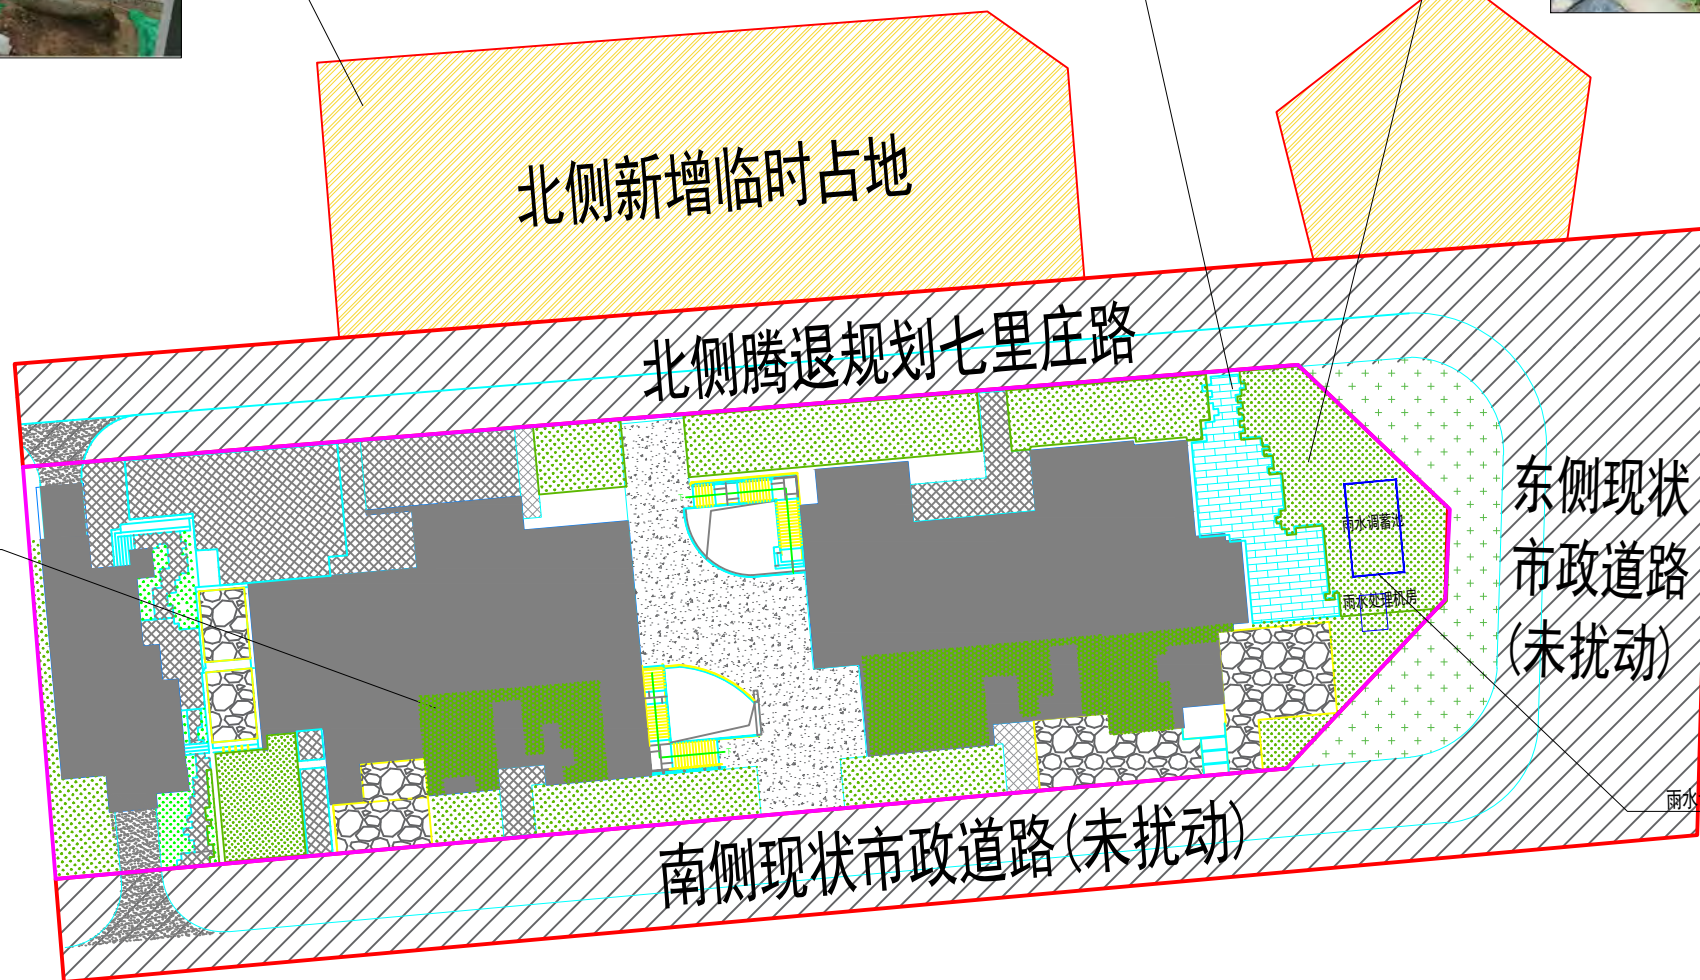 北侧新增临时占地
北侧腾退规划七里庄路
东侧现状
市政道路
(未扰动)
雨水调蓄池
雨水处理机房
雨水
南侧现状市政道路(未扰动)